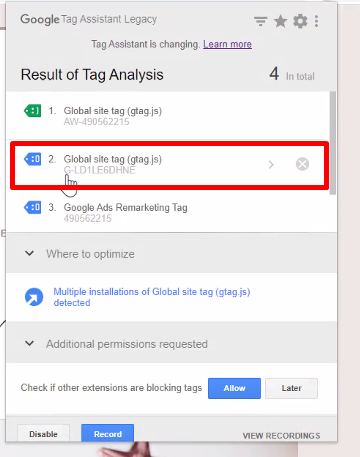 Google Tag Assistant Legacy
Tag Assistant is changing. Learn more
Result of Tag Analysis
4 In total
1. Global site tag (gtag.js)
AW-490562215
2. Global site tag (gtag.js)
G-LD1LE6DHNE
3. Google Ads Remarketing Tag
490562215
Where to optimize
Multiple installations of Global site tag (gtag.js)
detected
Additional permissions requested
Check if other extensions are blocking tags
Allow
Later
Disable
Record
VIEW RECORDINGS